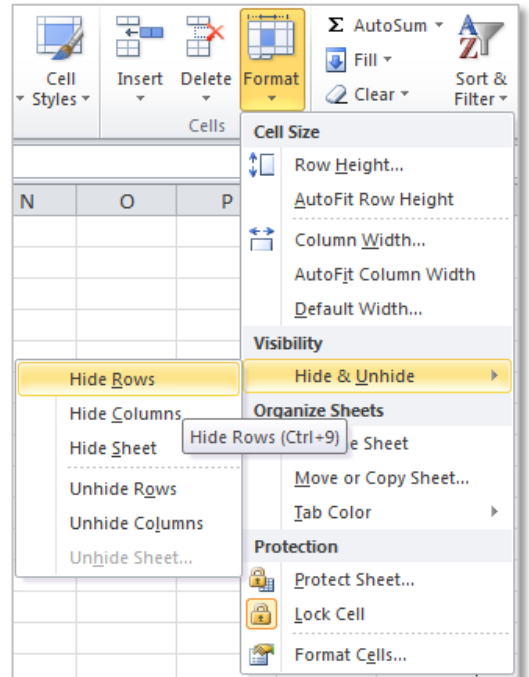 Cell Styles
Insert
Delete
Format
Σ AutoSum
Fill
Clear
Sort & Filter
Cells
N O P
Cell Size
Row Height...
AutoFit Row Height
Column Width...
AutoFit Column Width
Default Width...
Visibility
Hide & Unhide
Hide Rows
Hide Columns
Hide Sheet
Unhide Rows
Unhide Columns
Unhide Sheet...
Hide Rows (Ctrl+9)
Organize Sheets
Sheet
Move or Copy Sheet...
Tab Color
Protection
Protect Sheet...
Lock Cell
Format Cells...